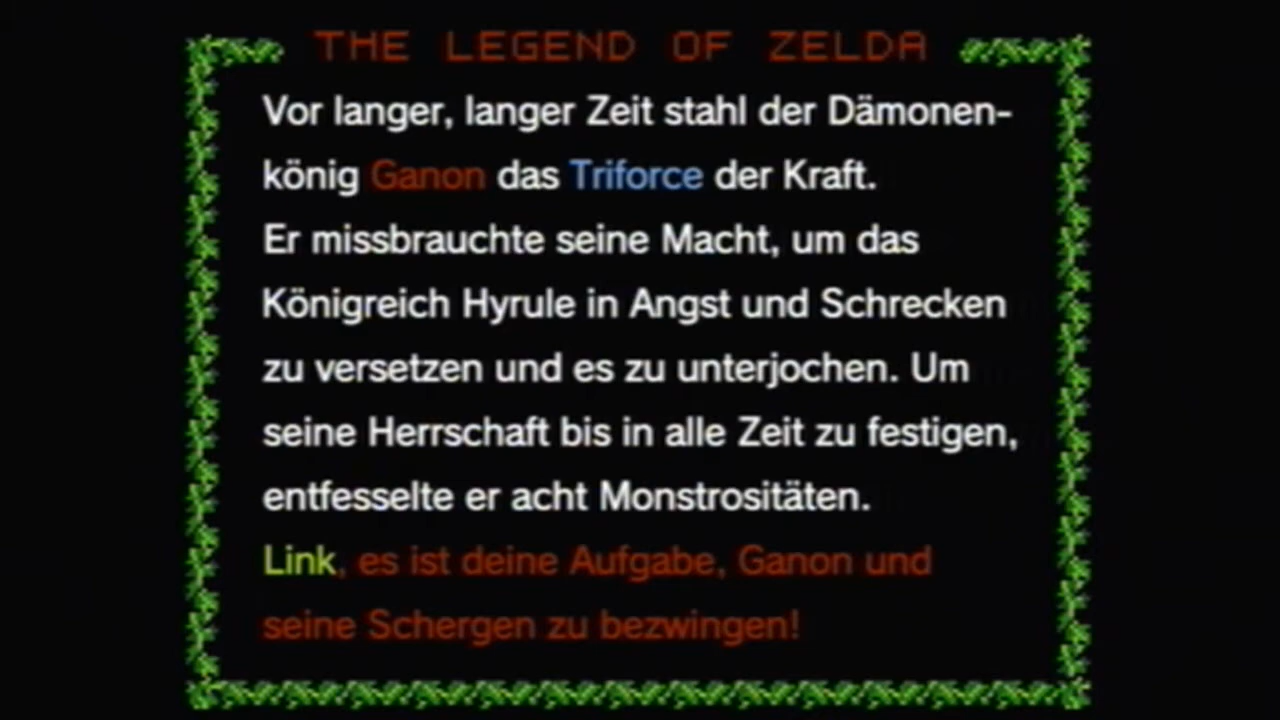 THE LEGEND OF ZELDA
Vor langer, langer Zeit stahl der Dämonen-
könig Ganon das Triforce der Kraft.
Er missbrauchte seine Macht, um das
Königreich Hyrule in Angst und Schrecken
zu versetzen und es zu unterjochen. Um
seine Herrschaft bis in alle Zeit zu festigen,
entfesselte er acht Monstrositäten.
Link, es ist deine Aufgabe, Ganon und
seine Schergen zu bezwingen!